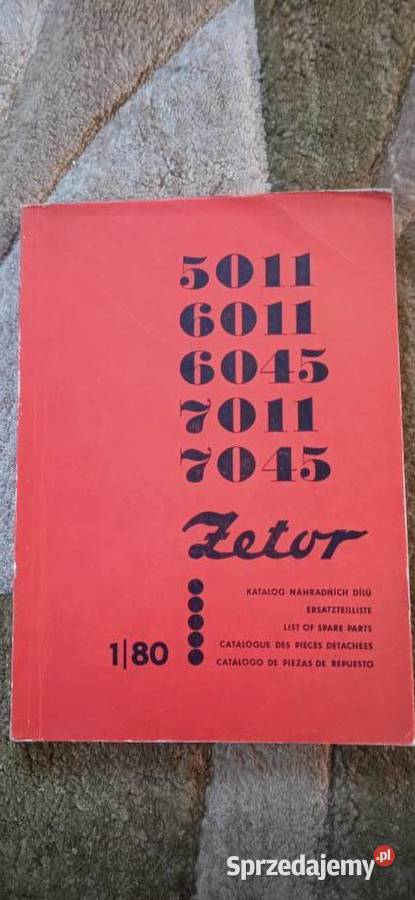 5011
6011
6045
7011
7045
Zetor
KATALOG NÁHRADNÍCH DÍLŮ
ERSATZTEILLISTE
LIST OF SPARE PARTS
CATALOGUE DES PIÈCES DÉTACHÉES
CATÁLOGO DE PIEZAS DE REPUESTO
1|80
Sprzedajemy.pl